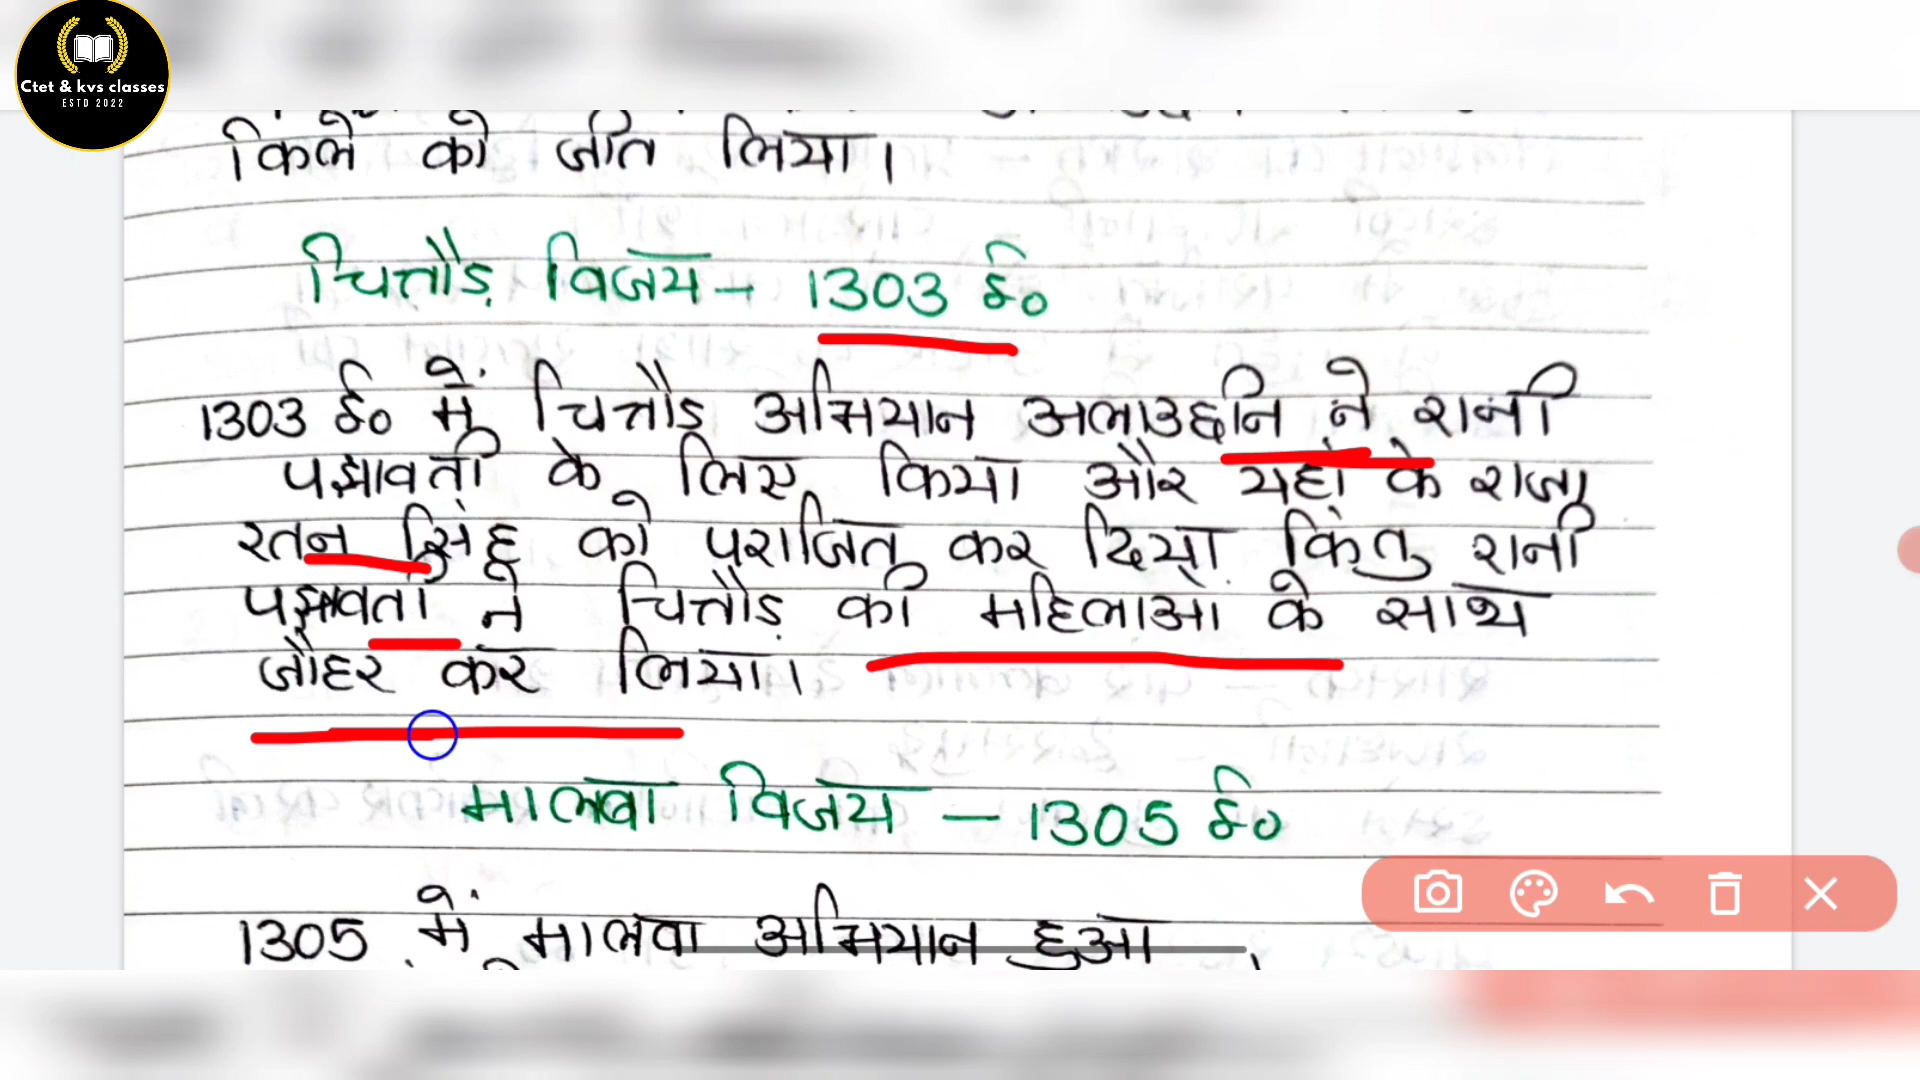 Ctet & kvs classes
ESTD 2022
किले को जीत लिया।
चित्तौड़ विजय - 1303 ई०
1303 ई० में चित्तौड़ अभियान अलाउद्दीन ने रानी
पद्मावती के लिए किया और यहाँ के राजा
रतन सिंह को पराजित कर दिया किंतु रानी
पद्मावती ने चित्तौड़ की महिलाओं के साथ
जौहर कर लिया।
मालवा विजय - 1305 ई०
1305 में मालवा अभियान हुआ